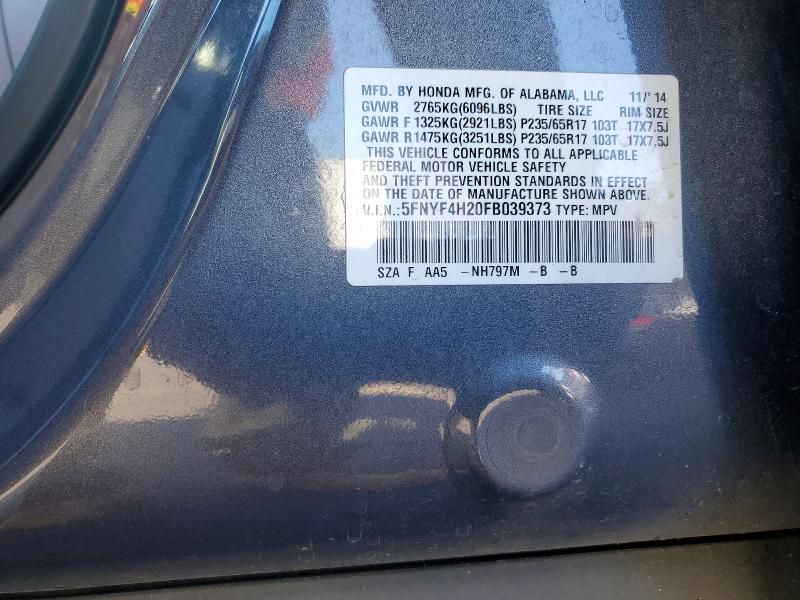 MFD. BY HONDA MFG. OF ALABAMA, LLC 11/'14
GVWR 2765KG(6096LBS) TIRE SIZE RIM SIZE
GAWR F 1325KG(2921LBS) P235/65R17 103T 17X7.5J
GAWR R1475KG(3251LBS) P235/65R17 103T 17X7.5J
THIS VEHICLE CONFORMS TO ALL APPLICABLE
FEDERAL MOTOR VEHICLE SAFETY
AND THEFT PREVENTION STANDARDS IN EFFECT
ON THE DATE OF MANUFACTURE SHOWN ABOVE.
V.I.N.: 5FNYF4H20FB039373 TYPE: MPV
SZA F AA5 -NH797M -B -B